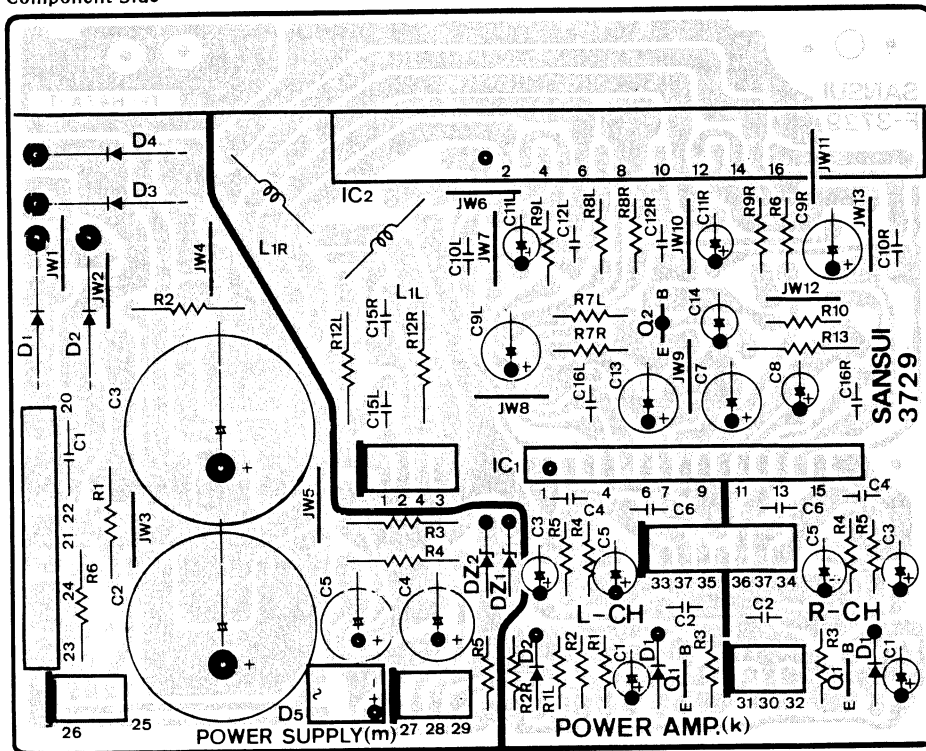 Component Side
SANSUI
F-3729
D4
D3
IC2
2 4 6 8 10 12 14 16
JW11
JW6
JW1
JW2
JW4
L1R
C10L
JW7
C11L
R9L
C12L
R8L
R8R
C12R
JW10
C11R
R9R
R6
C9R
JW13
C10R
JW12
D1
D2
R2
R12L
C15R
L1L
R12R
C9L
R7L
R7R
Q2
B
E
C14
R10
R13
C15L
JW8
C16L
C13
JW9
C7
C8
C16R
SANSUI
3729
20
C1
C3
22
21
R1
JW3
JW5
24
R6
C2
23
IC1
1 2 4 3
1 4 6 7 9 11 13 15
R3
R4
DZ2
DZ1
C3
R5
R4
C4
C5
C6
C6
C4
C5
R4
R5
C3
33 37 35
36 37 34
L-CH
R-CH
C5
C4
C2
C2
R5
R2R
D2
R11L
R2
R1
C1
D1
Q1
B
E
R3
31 30 32
R3
Q1
B
E
D1
C1
26
25
D5
~
27 28 29
POWER SUPPLY(m)
POWER AMP.(k)